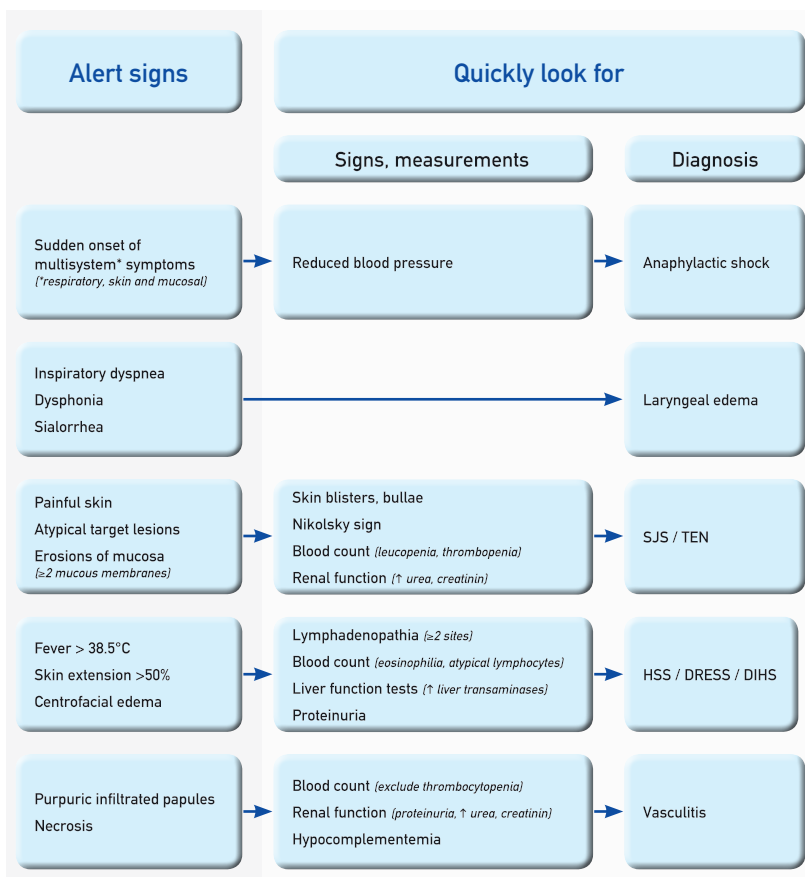 Alert signs
Quickly look for
Signs, measurements
Diagnosis
Sudden onset of
multisystem* symptoms
(*respiratory, skin and mucosal)
Reduced blood pressure
Anaphylactic shock
Inspiratory dyspnea
Dysphonia
Sialorrhea
Laryngeal edema
Painful skin
Atypical target lesions
Erosions of mucosa
(≥2 mucous membranes)
Skin blisters, bullae
Nikolsky sign
Blood count (leucopenia, thrombopenia)
Renal function (↑ urea, creatinin)
SJS / TEN
Fever > 38.5°C
Skin extension >50%
Centrofacial edema
Lymphadenopathia (≥2 sites)
Blood count (eosinophilia, atypical lymphocytes)
Liver function tests (↑ liver transaminases)
Proteinuria
HSS / DRESS / DIHS
Purpuric infiltrated papules
Necrosis
Blood count (exclude thrombocytopenia)
Renal function (proteinuria, ↑ urea, creatinin)
Hypocomplementemia
Vasculitis